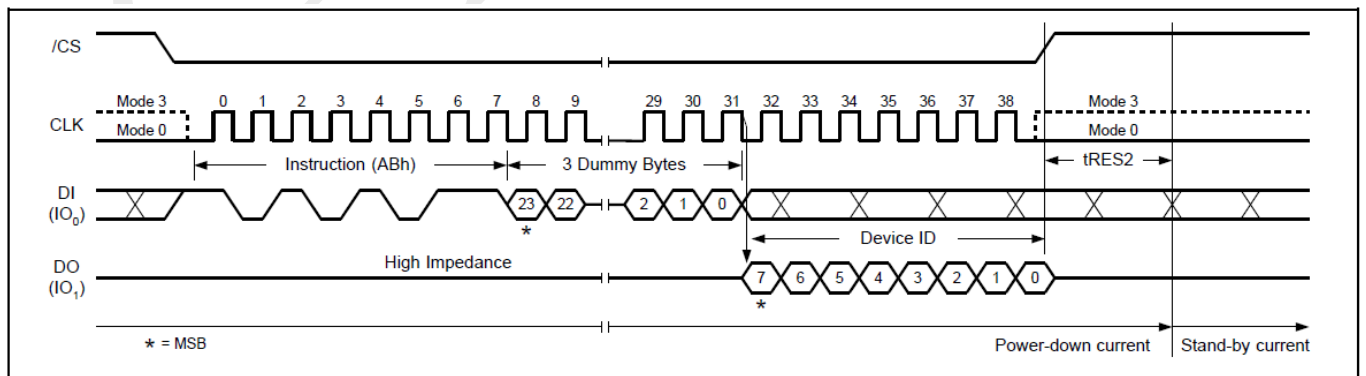 /CS
Mode 3 0 1 2 3 4 5 6 7 8 9 29 30 31 32 33 34 35 36 37 38 Mode 3
CLK
Mode 0 Mode 0
Instruction (ABh) 3 Dummy Bytes tRES2
DI
(IO0)
23 22 2 1 0
*
Device ID
DO
(IO1)
High Impedance
7 6 5 4 3 2 1 0
*
* = MSB
Power-down current Stand-by current